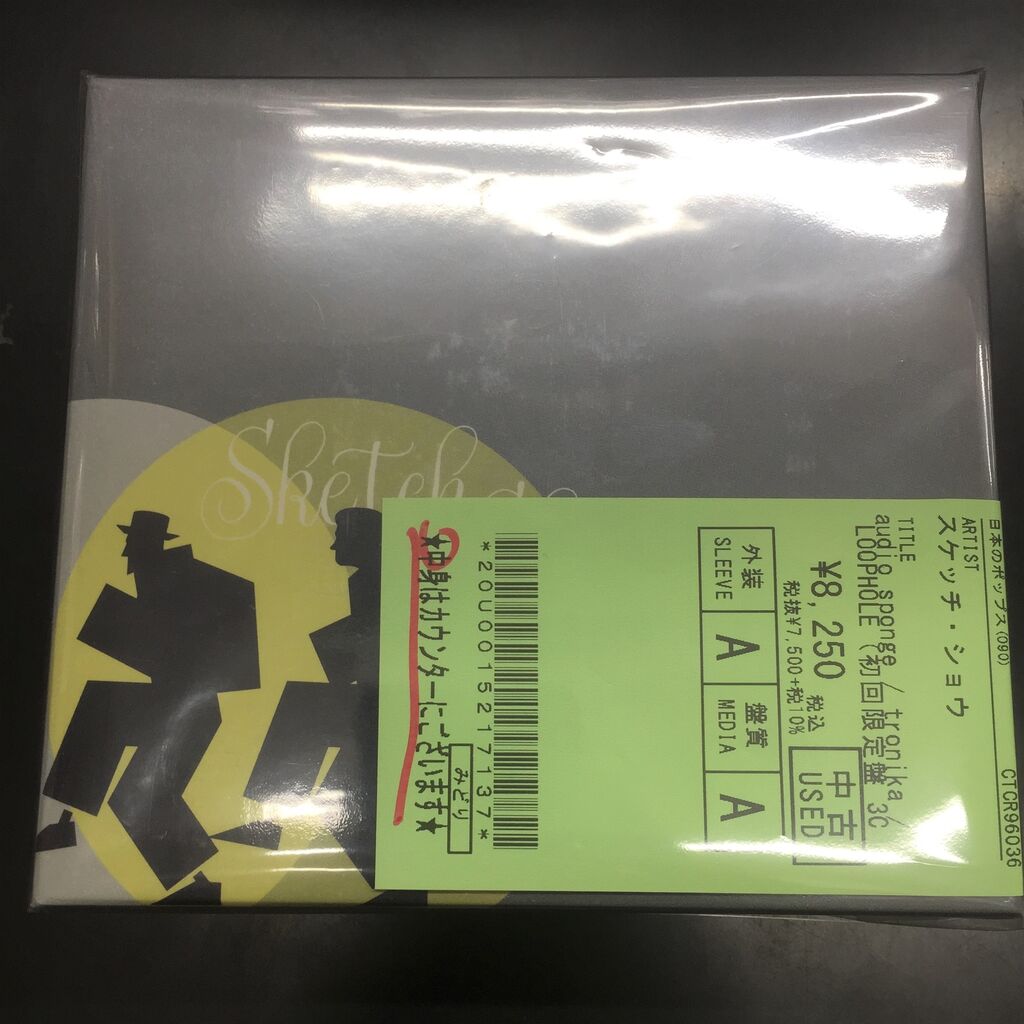 Sketch
日本のポップス(090)
CTCR96036
ARTIST
スケッチ・ショウ
TITLE
audio sponge / tronika/
LOOPHOLE (初回限定盤 3C
¥8,250 税込
税抜¥7,500+税10%
中古
USED
外装
SLEEVE
A
盤質
MEDIA
A
*20U00015217137*
みどり
★中身はカウンターにございます★